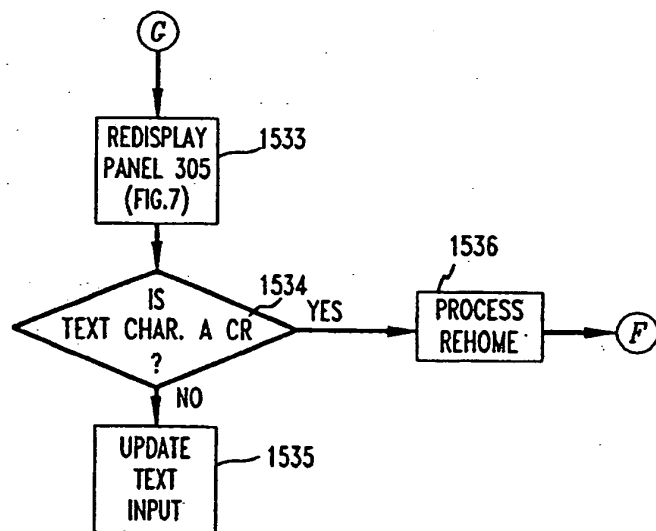 G
REDISPLAY
PANEL 305
(FIG.7)
1533
IS
TEXT CHAR. A CR
?
1534
YES
NO
1536
PROCESS
REHOME
F
UPDATE
TEXT
INPUT
1535